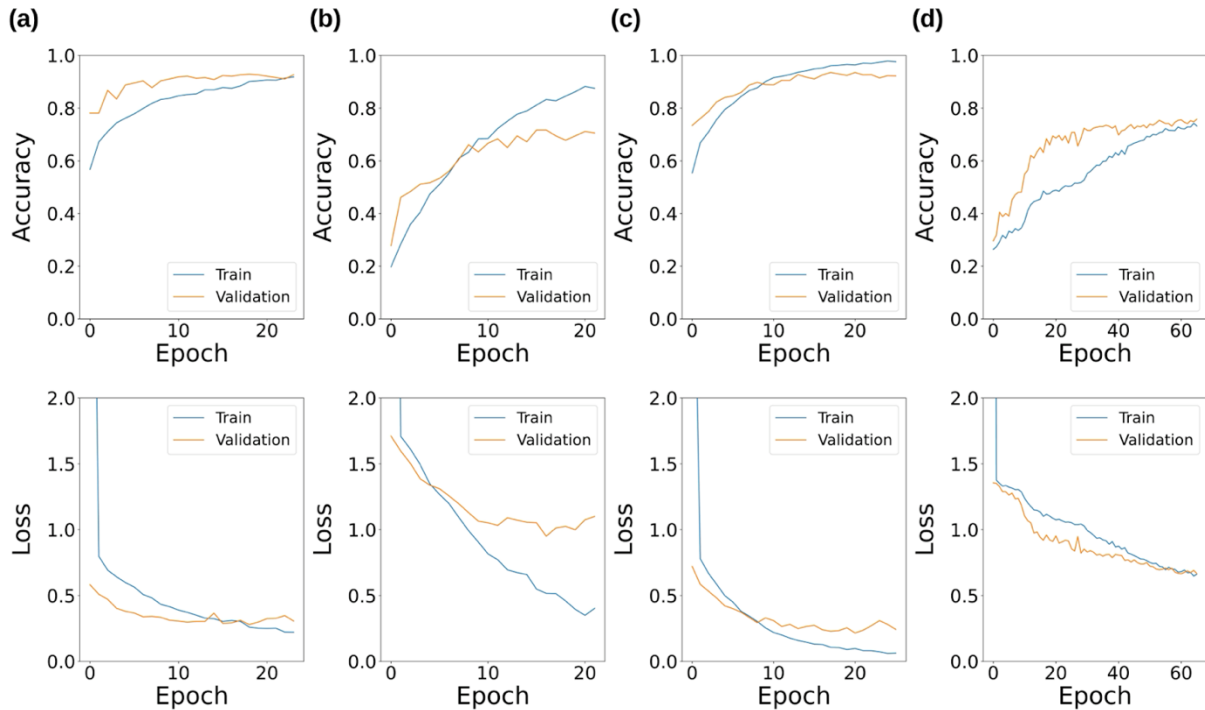 (a) (b) (c) (d)
1.0 1.0 1.0 1.0
0.8 0.8 0.8 0.8
0.6 0.6 0.6 0.6
0.4 0.4 0.4 0.4
0.2 0.2 0.2 0.2
0.0 0.0 0.0 0.0
Accuracy Accuracy Accuracy Accuracy
Train Train Train Train
Validation Validation Validation Validation
0 10 20 0 10 20 0 10 20 0 20 40 60
Epoch Epoch Epoch Epoch
2.0 2.0 2.0 2.0
1.5 1.5 1.5 1.5
1.0 1.0 1.0 1.0
0.5 0.5 0.5 0.5
0.0 0.0 0.0 0.0
Loss Loss Loss Loss
Train Train Train Train
Validation Validation Validation Validation
0 10 20 0 10 20 0 10 20 0 20 40 60
Epoch Epoch Epoch Epoch